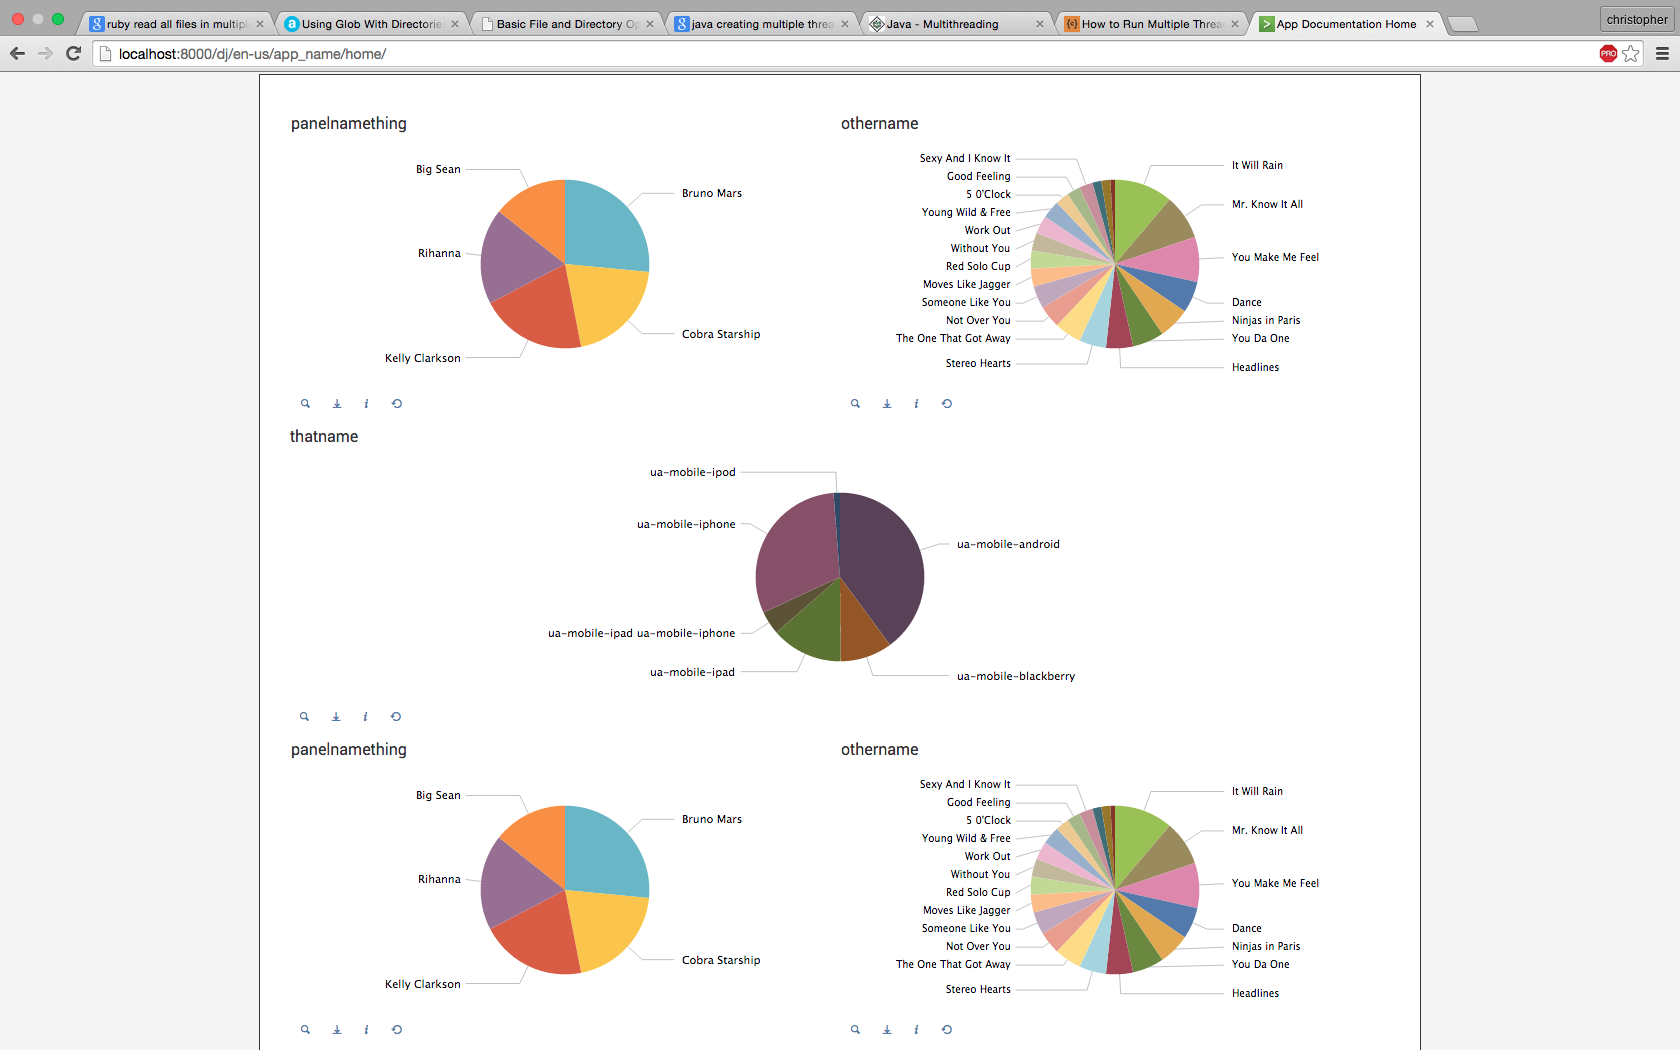 ruby read all files in multipl
Using Glob With Directorie
Basic File and Directory Op
java creating multiple threa
Java - Multithreading
How to Run Multiple Threa
App Documentation Home
christopher
localhost:8000/dj/en-us/app_name/home/
PRO
panelnamething
Big Sean
Bruno Mars
Rihanna
Cobra Starship
Kelly Clarkson
othername
Sexy And I Know It
Good Feeling
5 O'Clock
Young Wild & Free
Work Out
Without You
Red Solo Cup
Moves Like Jagger
Someone Like You
Not Over You
The One That Got Away
Stereo Hearts
It Will Rain
Mr. Know It All
You Make Me Feel
Dance
Ninjas in Paris
You Da One
Headlines
thatname
ua-mobile-ipod
ua-mobile-iphone
ua-mobile-android
ua-mobile-ipad ua-mobile-iphone
ua-mobile-ipad
ua-mobile-blackberry
panelnamething
Big Sean
Bruno Mars
Rihanna
Cobra Starship
Kelly Clarkson
othername
Sexy And I Know It
Good Feeling
5 O'Clock
Young Wild & Free
Work Out
Without You
Red Solo Cup
Moves Like Jagger
Someone Like You
Not Over You
The One That Got Away
Stereo Hearts
It Will Rain
Mr. Know It All
You Make Me Feel
Dance
Ninjas in Paris
You Da One
Headlines